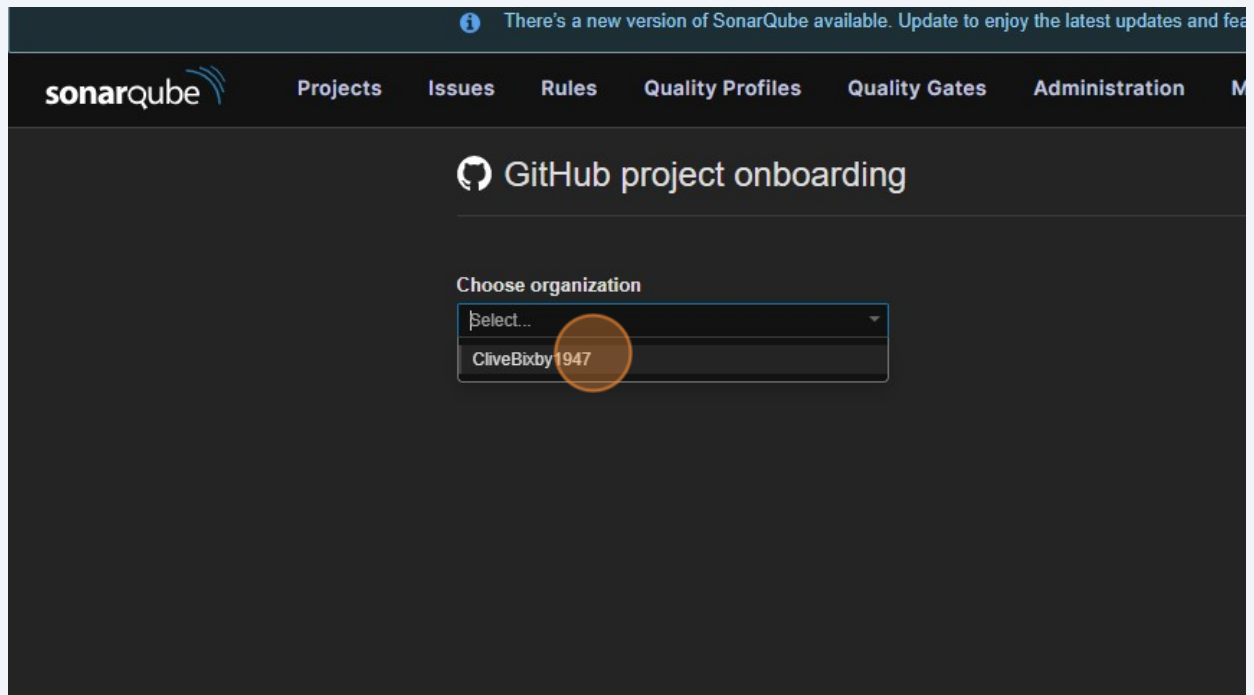 There's a new version of SonarQube available. Update to enjoy the latest updates and
sonarqube Projects Issues Rules Quality Profiles Quality Gates Administration
GitHub project onboarding
Choose organization
Select...
CliveBixby1947